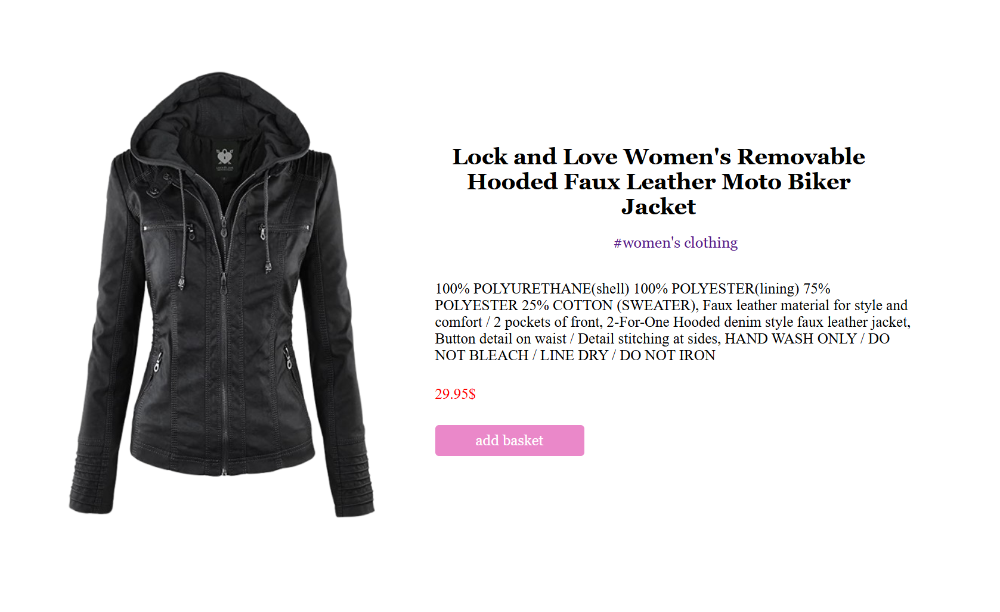 Lock and Love Women's Removable
Hooded Faux Leather Moto Biker
Jacket
#women's clothing
100% POLYURETHANE(shell) 100% POLYESTER(lining) 75%
POLYESTER 25% COTTON (SWEATER), Faux leather material for style and
comfort / 2 pockets of front, 2-For-One Hooded denim style faux leather jacket,
Button detail on waist / Detail stitching at sides, HAND WASH ONLY / DO
NOT BLEACH / LINE DRY / DO NOT IRON
29.95$
add basket